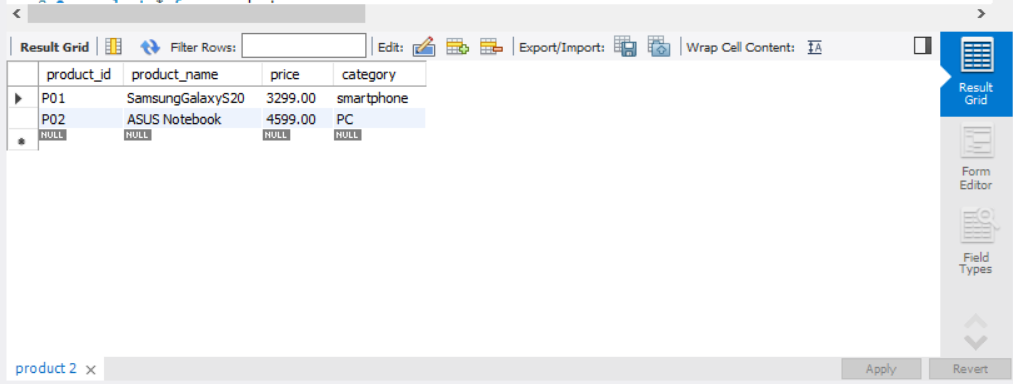 Result Grid Filter Rows: Edit: Export/Import: Wrap Cell Content: IA
product_id product_name price category
P01 SamsungGalaxyS20 3299.00 smartphone
P02 ASUS Notebook 4599.00 PC
NULL NULL NULL NULL
Result
Grid
Form
Editor
Field
Types
product 2 Apply Revert